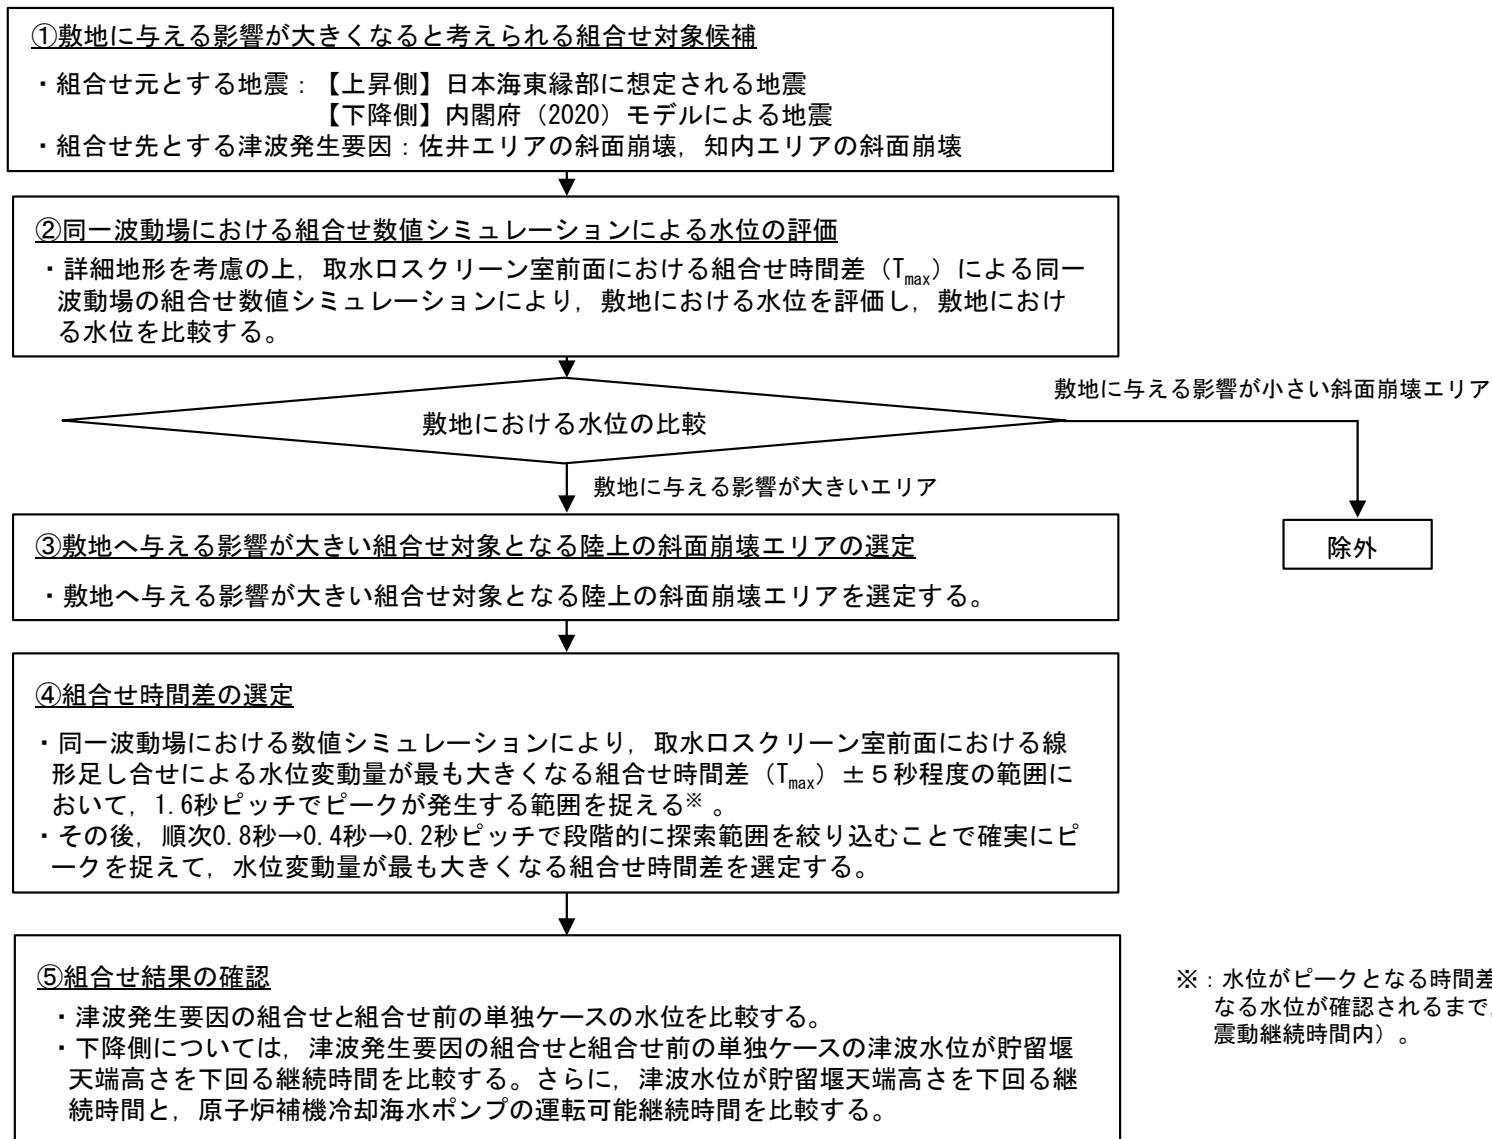 ①敷地に与える影響が大きくなると考えられる組合せ対象候補
・組合せ元とする地震：【上昇側】日本海東縁部に想定される地震
【下降側】内閣府（2020）モデルによる地震
・組合せ先とする津波発生要因：佐井エリアの斜面崩壊，知内エリアの斜面崩壊
②同一波動場における組合せ数値シミュレーションによる水位の評価
・詳細地形を考慮の上，取水口スクリーン室前面における組合せ時間差（Tmax）による同一
波動場の組合せ数値シミュレーションにより，敷地における水位を評価し，敷地におけ
る水位を比較する。
敷地に与える影響が小さい斜面崩壊エリア
敷地における水位の比較
敷地に与える影響が大きいエリア
③敷地へ与える影響が大きい組合せ対象となる陸上の斜面崩壊エリアの選定
・敷地へ与える影響が大きい組合せ対象となる陸上の斜面崩壊エリアを選定する。
除外
④組合せ時間差の選定
・同一波動場における数値シミュレーションにより，取水口スクリーン室前面における線
形足し合せによる水位変動量が最も大きくなる組合せ時間差（Tmax）±５秒程度の範囲に
おいて，1.6秒ピッチでピークが発生する範囲を捉える※。
・その後，順次0.8秒→0.4秒→0.2秒ピッチで段階的に探索範囲を絞り込むことで確実にピ
ークを捉えて，水位変動量が最も大きくなる組合せ時間差を選定する。
⑤組合せ結果の確認
・津波発生要因の組合せと組合せ前の単独ケースの水位を比較する。
・下降側については，津波発生要因の組合せと組合せ前の単独ケースの津波水位が貯留堰
天端高さを下回る継続時間を比較する。さらに，津波水位が貯留堰天端高さを下回る継
続時間と，原子炉補機冷却海水ポンプの運転可能継続時間を比較する。
※：水位がピークとなる時間差
なる水位が確認されるまで，
震動継続時間内）。